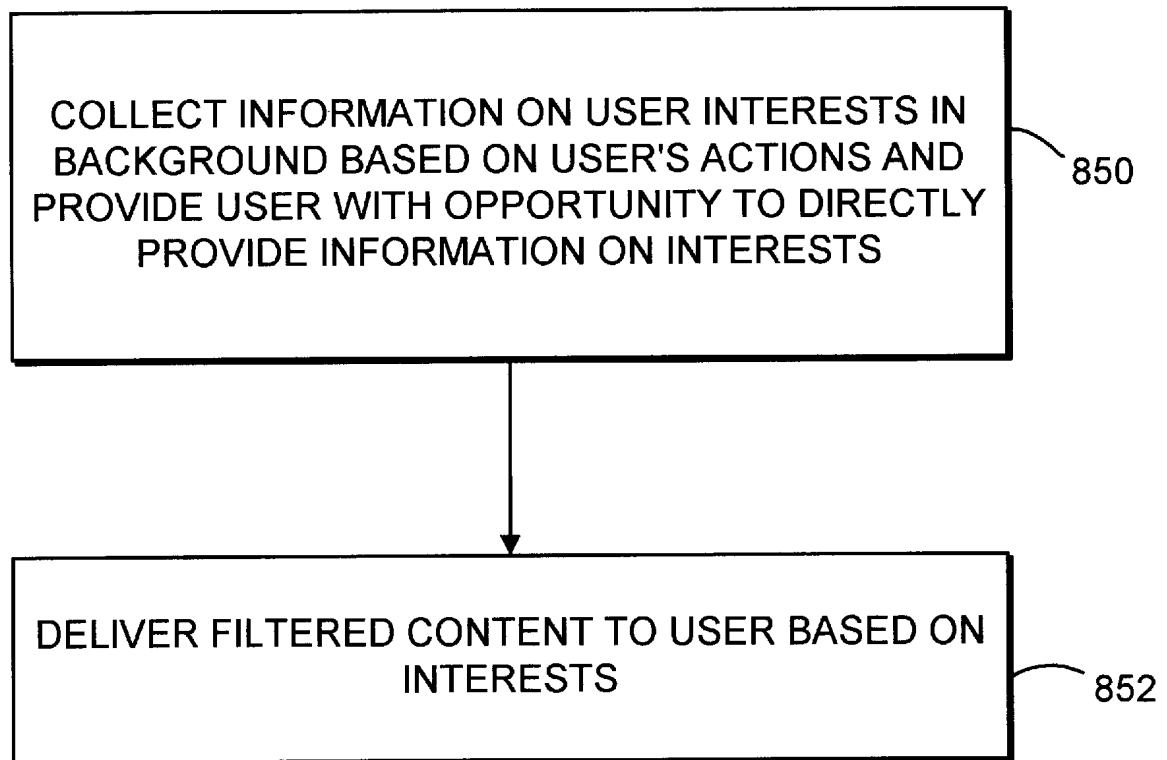 COLLECT INFORMATION ON USER INTERESTS IN
BACKGROUND BASED ON USER'S ACTIONS AND
PROVIDE USER WITH OPPORTUNITY TO DIRECTLY
PROVIDE INFORMATION ON INTERESTS
850
DELIVER FILTERED CONTENT TO USER BASED ON
INTERESTS
852